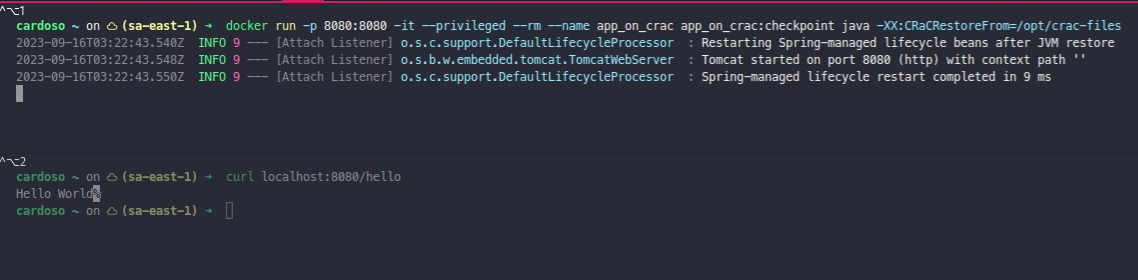 ^⌥1
cardoso ~ on ☁ (sa-east-1) ➜ docker run -p 8080:8080 -it --privileged --rm --name app_on_crac app_on_crac:checkpoint java -XX:CRaCRestoreFrom=/opt/crac-files
2023-09-16T03:22:43.540Z  INFO 9 --- [Attach Listener] o.s.c.support.DefaultLifecycleProcessor  : Restarting Spring-managed lifecycle beans after JVM restore
2023-09-16T03:22:43.548Z  INFO 9 --- [Attach Listener] o.s.b.w.embedded.tomcat.TomcatWebServer  : Tomcat started on port 8080 (http) with context path ''
2023-09-16T03:22:43.550Z  INFO 9 --- [Attach Listener] o.s.c.support.DefaultLifecycleProcessor  : Spring-managed lifecycle restart completed in 9 ms
^⌥2
cardoso ~ on ☁ (sa-east-1) ➜ curl localhost:8080/hello
Hello World%
cardoso ~ on ☁ (sa-east-1) ➜